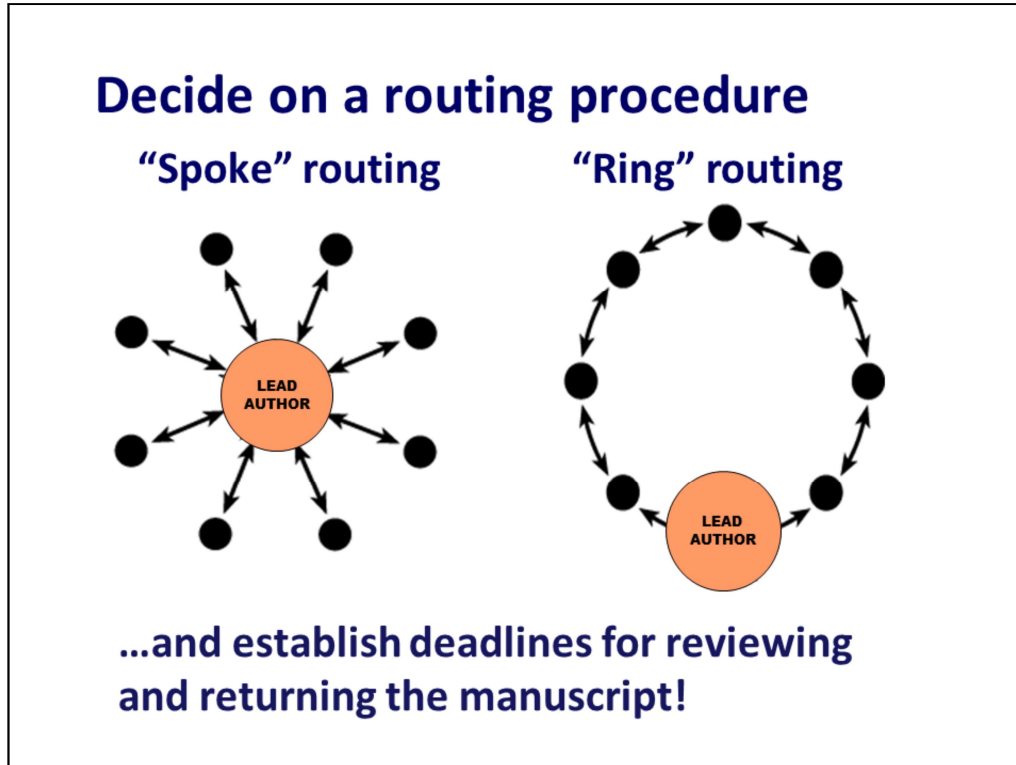 Decide on a routing procedure
“Spoke” routing
“Ring” routing
LEAD
AUTHOR
LEAD
AUTHOR
...and establish deadlines for reviewing
and returning the manuscript!